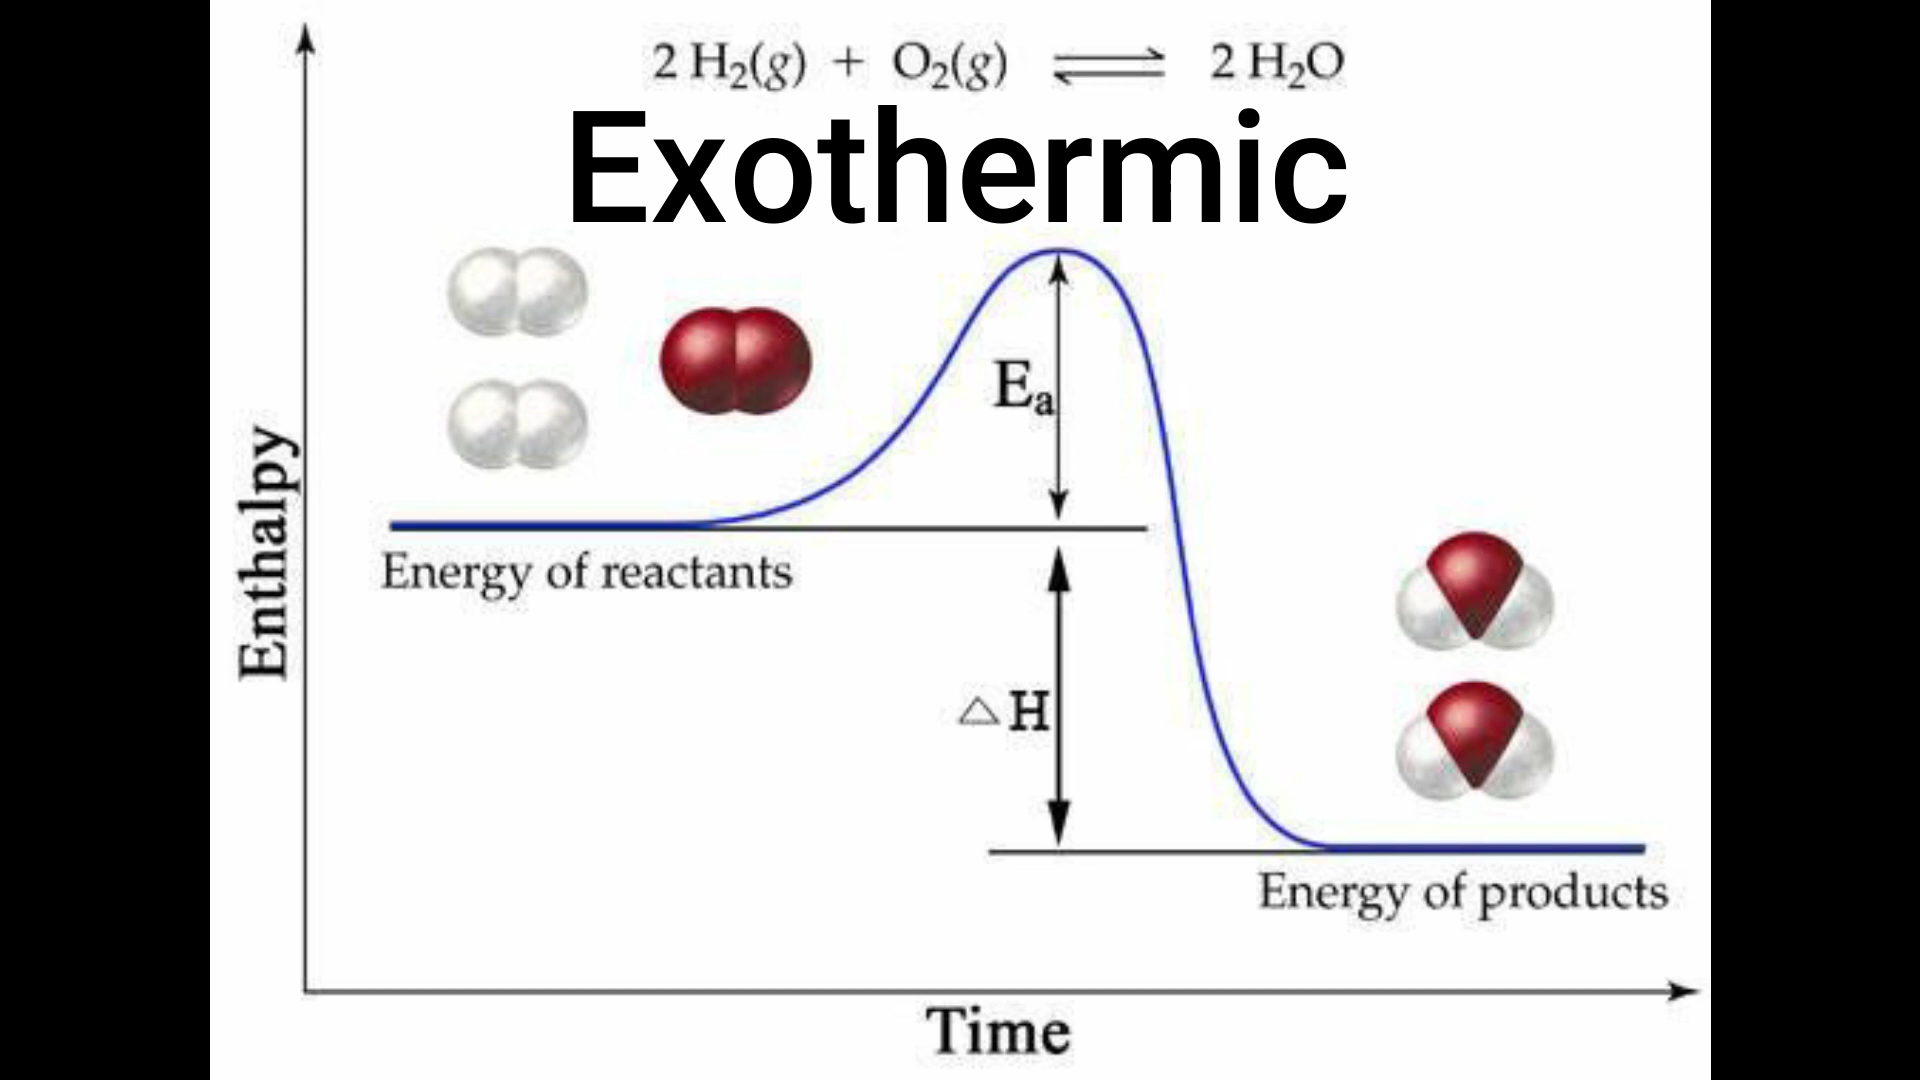 2 H₂(g) + O₂(g) ⇌ 2 H₂O
Exothermic
Eₐ
Enthalpy
Energy of reactants
△H
Energy of products
Time